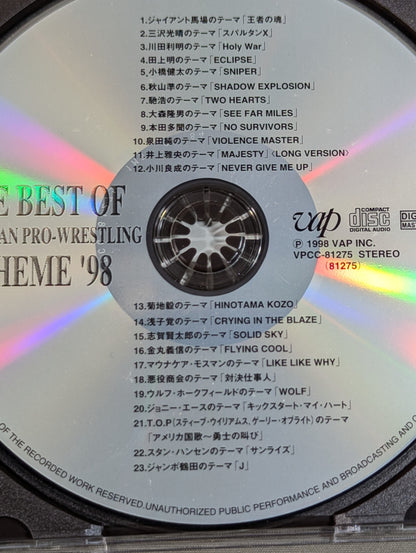 1.ジャイアント馬場のテーマ「王者の魂」
2.三沢光晴のテーマ「スパルタンX」
3.川田利明のテーマ「Holy War」
4.田上明のテーマ「ECLIPSE」
5.小橋健太のテーマ「SNIPER」
6.秋山準のテーマ「SHADOW EXPLOSION」
7.馳浩のテーマ「TWO HEARTS」
8.大森隆男のテーマ「SEE FAR MILES」
9.本田多聞のテーマ「NO SURVIVORS」
10.泉田純のテーマ「VIOLENCE MASTER」
11.井上雅央のテーマ「MAJESTY」〈LONG VERSION〉
12.小川良成のテーマ「NEVER GIVE ME UP」
BEST OF
AN PRO-WRESTLING
HEME '98
vap
COMPACT
disc
DIGITAL AUDIO
DIG
MAST
Ⓟ 1998 VAP INC.
VPCC-81275 STEREO
(81275)
13.菊地毅のテーマ「HINOTAMA KOZO」
14.浅子覚のテーマ「CRYING IN THE BLAZE」
15.志賀賢太郎のテーマ「SOLID SKY」
16.金丸義信のテーマ「FLYING COOL」
17.マウナケア・モスマンのテーマ「LIKE LIKE WHY」
18.悪役商会のテーマ「対決仕事人」
19.ウルフ・ホークフィールドのテーマ「WOLF」
20.ジョニー・エースのテーマ「キックスタート・マイ・ハート」
21.T.O.P(スティーブ・ウイリアムス、ゲーリー・オブライト)のテーマ
「アメリカ国歌〜勇士の叫び」
22.スタン・ハンセンのテーマ「サンライズ」
23.ジャンボ鶴田のテーマ「J」
OF THE RECORDED WORK RESERVED. UNAUTHORIZED PUBLIC PERFORMANCE AND BROADCASTING AND